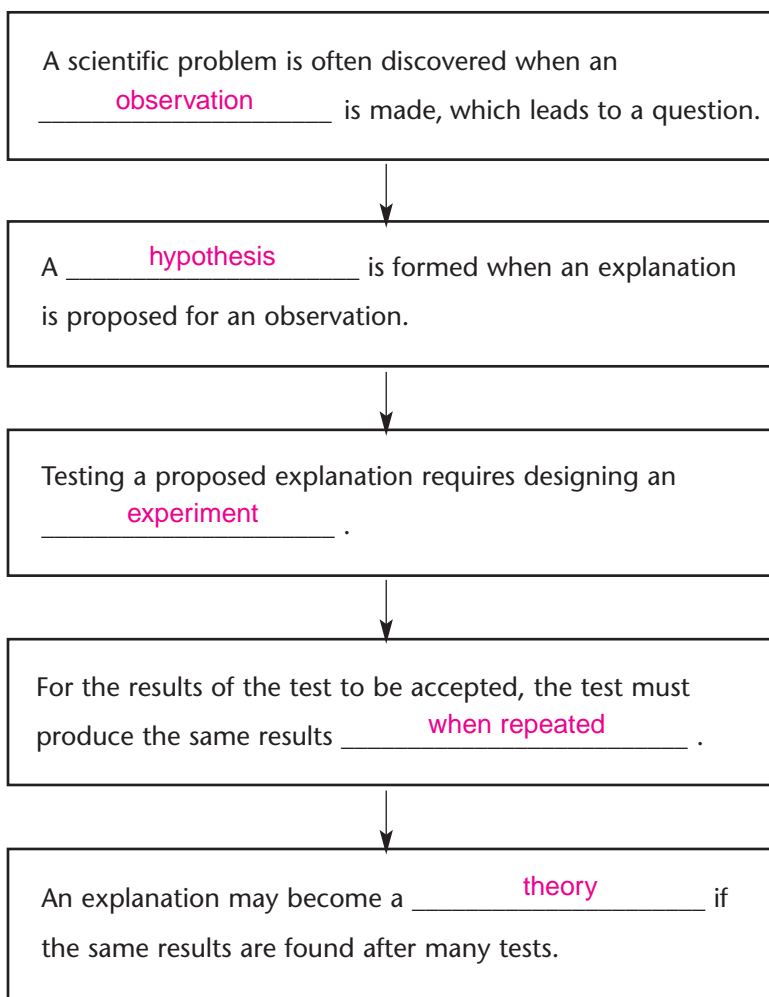 A scientific problem is often discovered when an
observation is made, which leads to a question.
A hypothesis is formed when an explanation
is proposed for an observation.
Testing a proposed explanation requires designing an
experiment .
For the results of the test to be accepted, the test must
produce the same results when repeated .
An explanation may become a theory if
the same results are found after many tests.